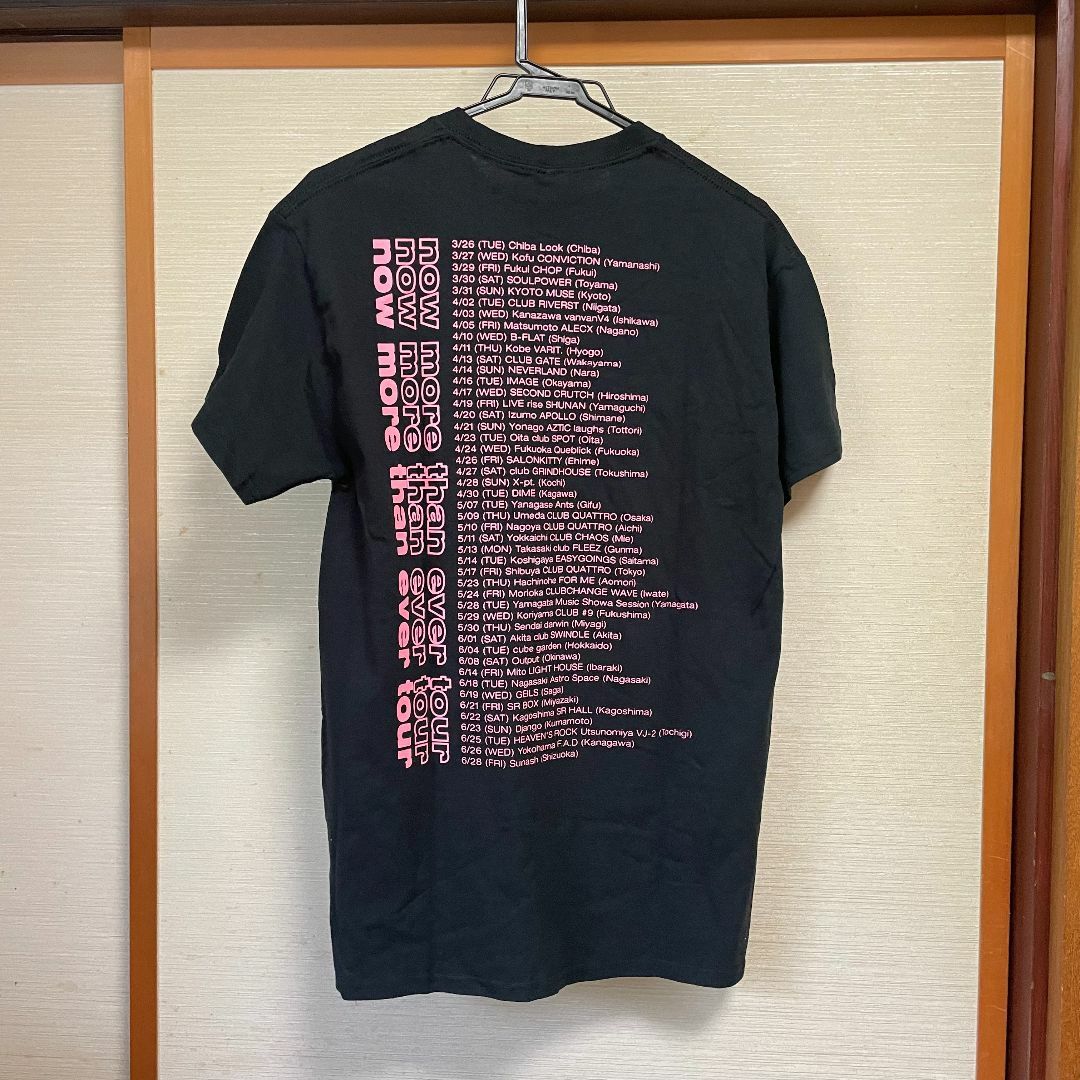 now more than ever tour
now more than ever tour
now more than ever tour
3/26 (TUE) Chiba Look (Chiba)
3/27 (WED) Kofu CONVICTION (Yamanashi)
3/29 (FRI) Fukui CHOP (Fukui)
3/30 (SAT) SOULPOWER (Toyama)
3/31 (SUN) KYOTO MUSE (Kyoto)
4/02 (TUE) CLUB RIVERST (Niigata)
4/03 (WED) Kanazawa vanvanV4 (Ishikawa)
4/05 (FRI) Matsumoto ALECX (Nagano)
4/10 (WED) B-FLAT (Shiga)
4/11 (THU) Kobe VARIT. (Hyogo)
4/13 (SAT) CLUB GATE (Wakayama)
4/14 (SUN) NEVERLAND (Nara)
4/16 (TUE) IMAGE (Okayama)
4/17 (WED) SECOND CRUTCH (Hiroshima)
4/19 (FRI) LIVE rise SHUNAN (Yamaguchi)
4/20 (SAT) Izumo APOLLO (Shimane)
4/21 (SUN) Yonago AZTIC laughs (Tottori)
4/23 (TUE) Oita club SPOT (Oita)
4/24 (WED) Fukuoka Queblick (Fukuoka)
4/26 (FRI) SALONKITTY (Ehime)
4/27 (SAT) club GRINDHOUSE (Tokushima)
4/28 (SUN) X-pt. (Kochi)
4/30 (TUE) DIME (Kagawa)
5/07 (TUE) Yanagase Ants (Gifu)
5/09 (THU) Umeda CLUB QUATTRO (Osaka)
5/10 (FRI) Nagoya CLUB QUATTRO (Aichi)
5/11 (SAT) Yokkaichi CLUB CHAOS (Mie)
5/13 (MON) Takasaki club FLEEZ (Gunma)
5/14 (TUE) Koshigaya EASYGOINGS (Saitama)
5/17 (FRI) Shibuya CLUB QUATTRO (Tokyo)
5/23 (THU) Hachinohe FOR ME (Aomori)
5/24 (FRI) Morioka CLUBCHANGE WAVE (Iwate)
5/28 (TUE) Yamagata Music Showa Session (Yamagata)
5/29 (WED) Koriyama CLUB #9 (Fukushima)
5/30 (THU) Sendai darwin (Miyagi)
6/01 (SAT) Akita club SWINDLE (Akita)
6/04 (TUE) cube garden (Hokkaido)
6/08 (SAT) Output (Okinawa)
6/14 (FRI) Mito LIGHT HOUSE (Ibaraki)
6/18 (TUE) Nagasaki Astro Space (Nagasaki)
6/19 (WED) GEILS (Saga)
6/21 (FRI) SR BOX (Miyazaki)
6/22 (SAT) Kagoshima SR HALL (Kagoshima)
6/23 (SUN) Django (Kumamoto)
6/25 (TUE) HEAVEN'S ROCK Utsunomiya VJ-2 (Tochigi)
6/26 (WED) Yokohama F.A.D (Kanagawa)
6/28 (FRI) Sunash (Shizuoka)